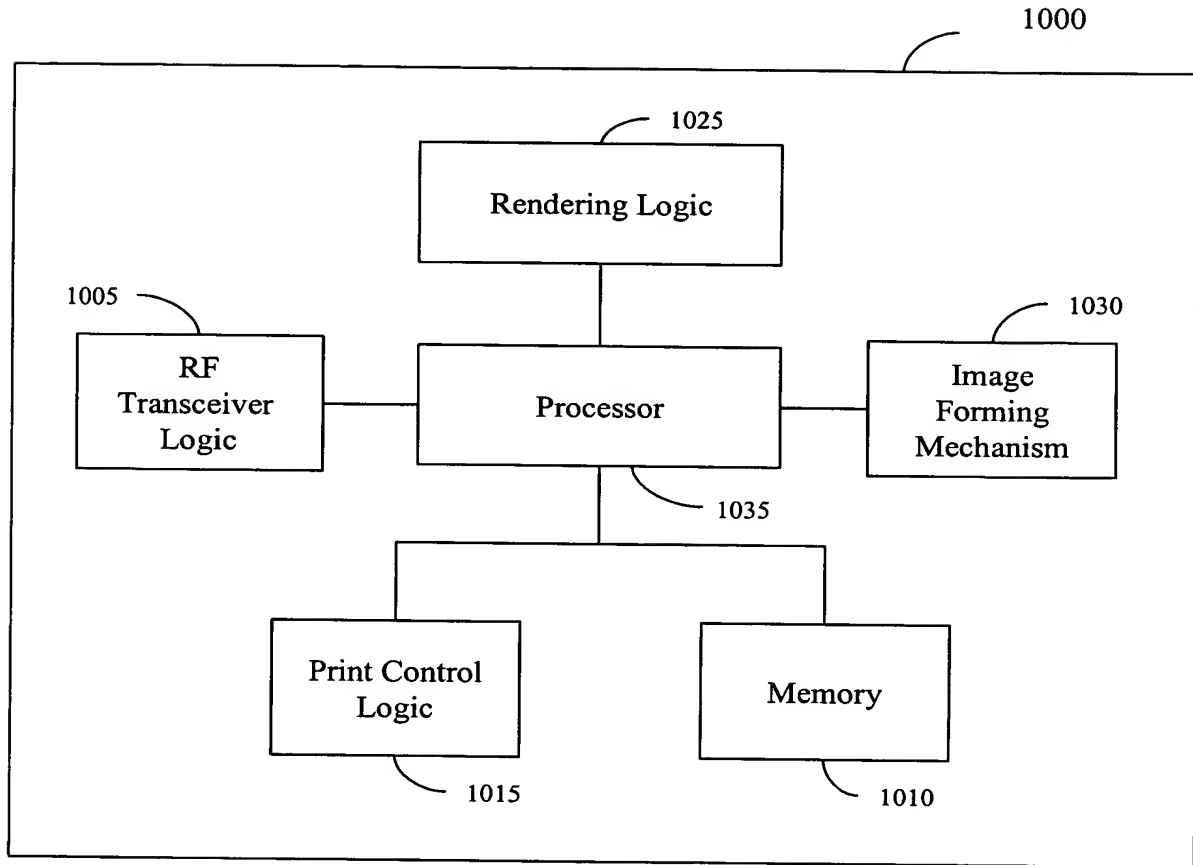 1000
1025
Rendering Logic
1005
1030
RF
Transceiver
Logic
Processor
Image
Forming
Mechanism
1035
Print Control
Logic
Memory
1015
1010